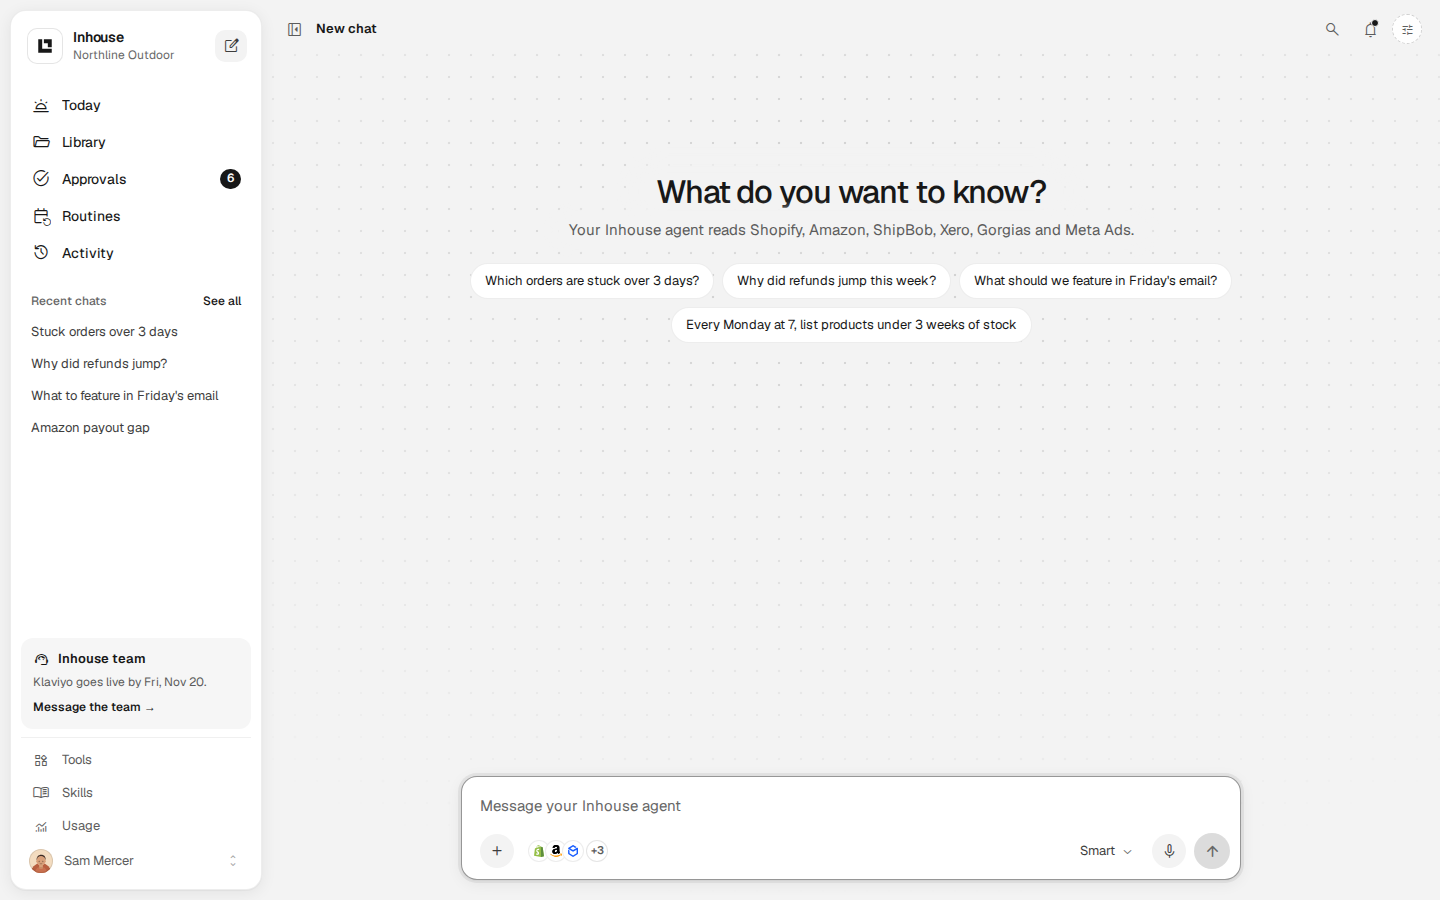 Inhouse
Northline Outdoor
New chat
Today
Library
Approvals
6
Routines
Activity
Recent chats
See all
Stuck orders over 3 days
Why did refunds jump?
What to feature in Friday's email
Amazon payout gap
What do you want to know?
Your Inhouse agent reads Shopify, Amazon, ShipBob, Xero, Gorgias and Meta Ads.
Which orders are stuck over 3 days?
Why did refunds jump this week?
What should we feature in Friday's email?
Every Monday at 7, list products under 3 weeks of stock
Inhouse team
Klaviyo goes live by Fri, Nov 20.
Message the team →
Tools
Skills
Usage
Sam Mercer
Message your Inhouse agent
+3
Smart